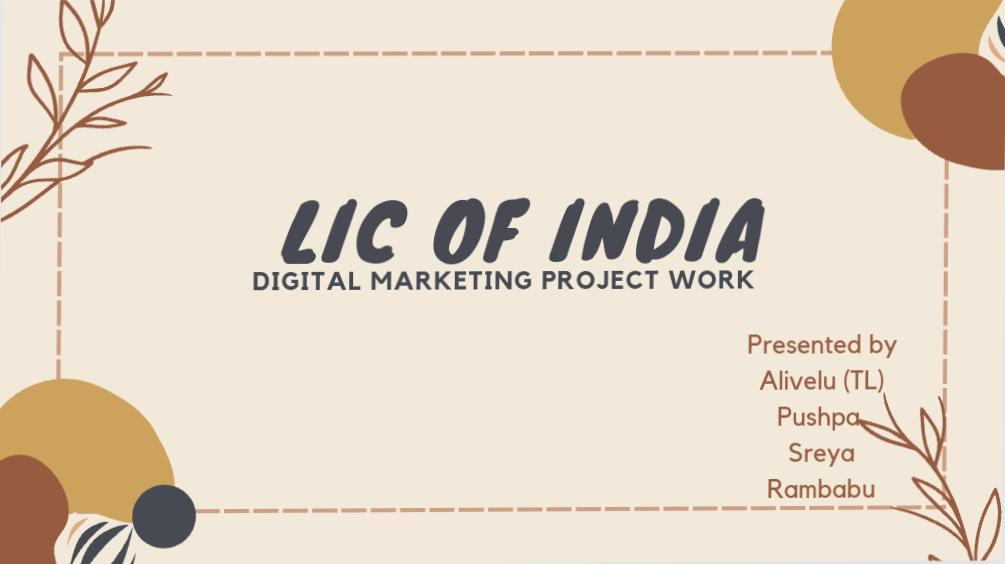 LIC OF INDIA
DIGITAL MARKETING PROJECT WORK
Presented by
Alivelu (TL)
Pushpa
Sreya
Rambabu